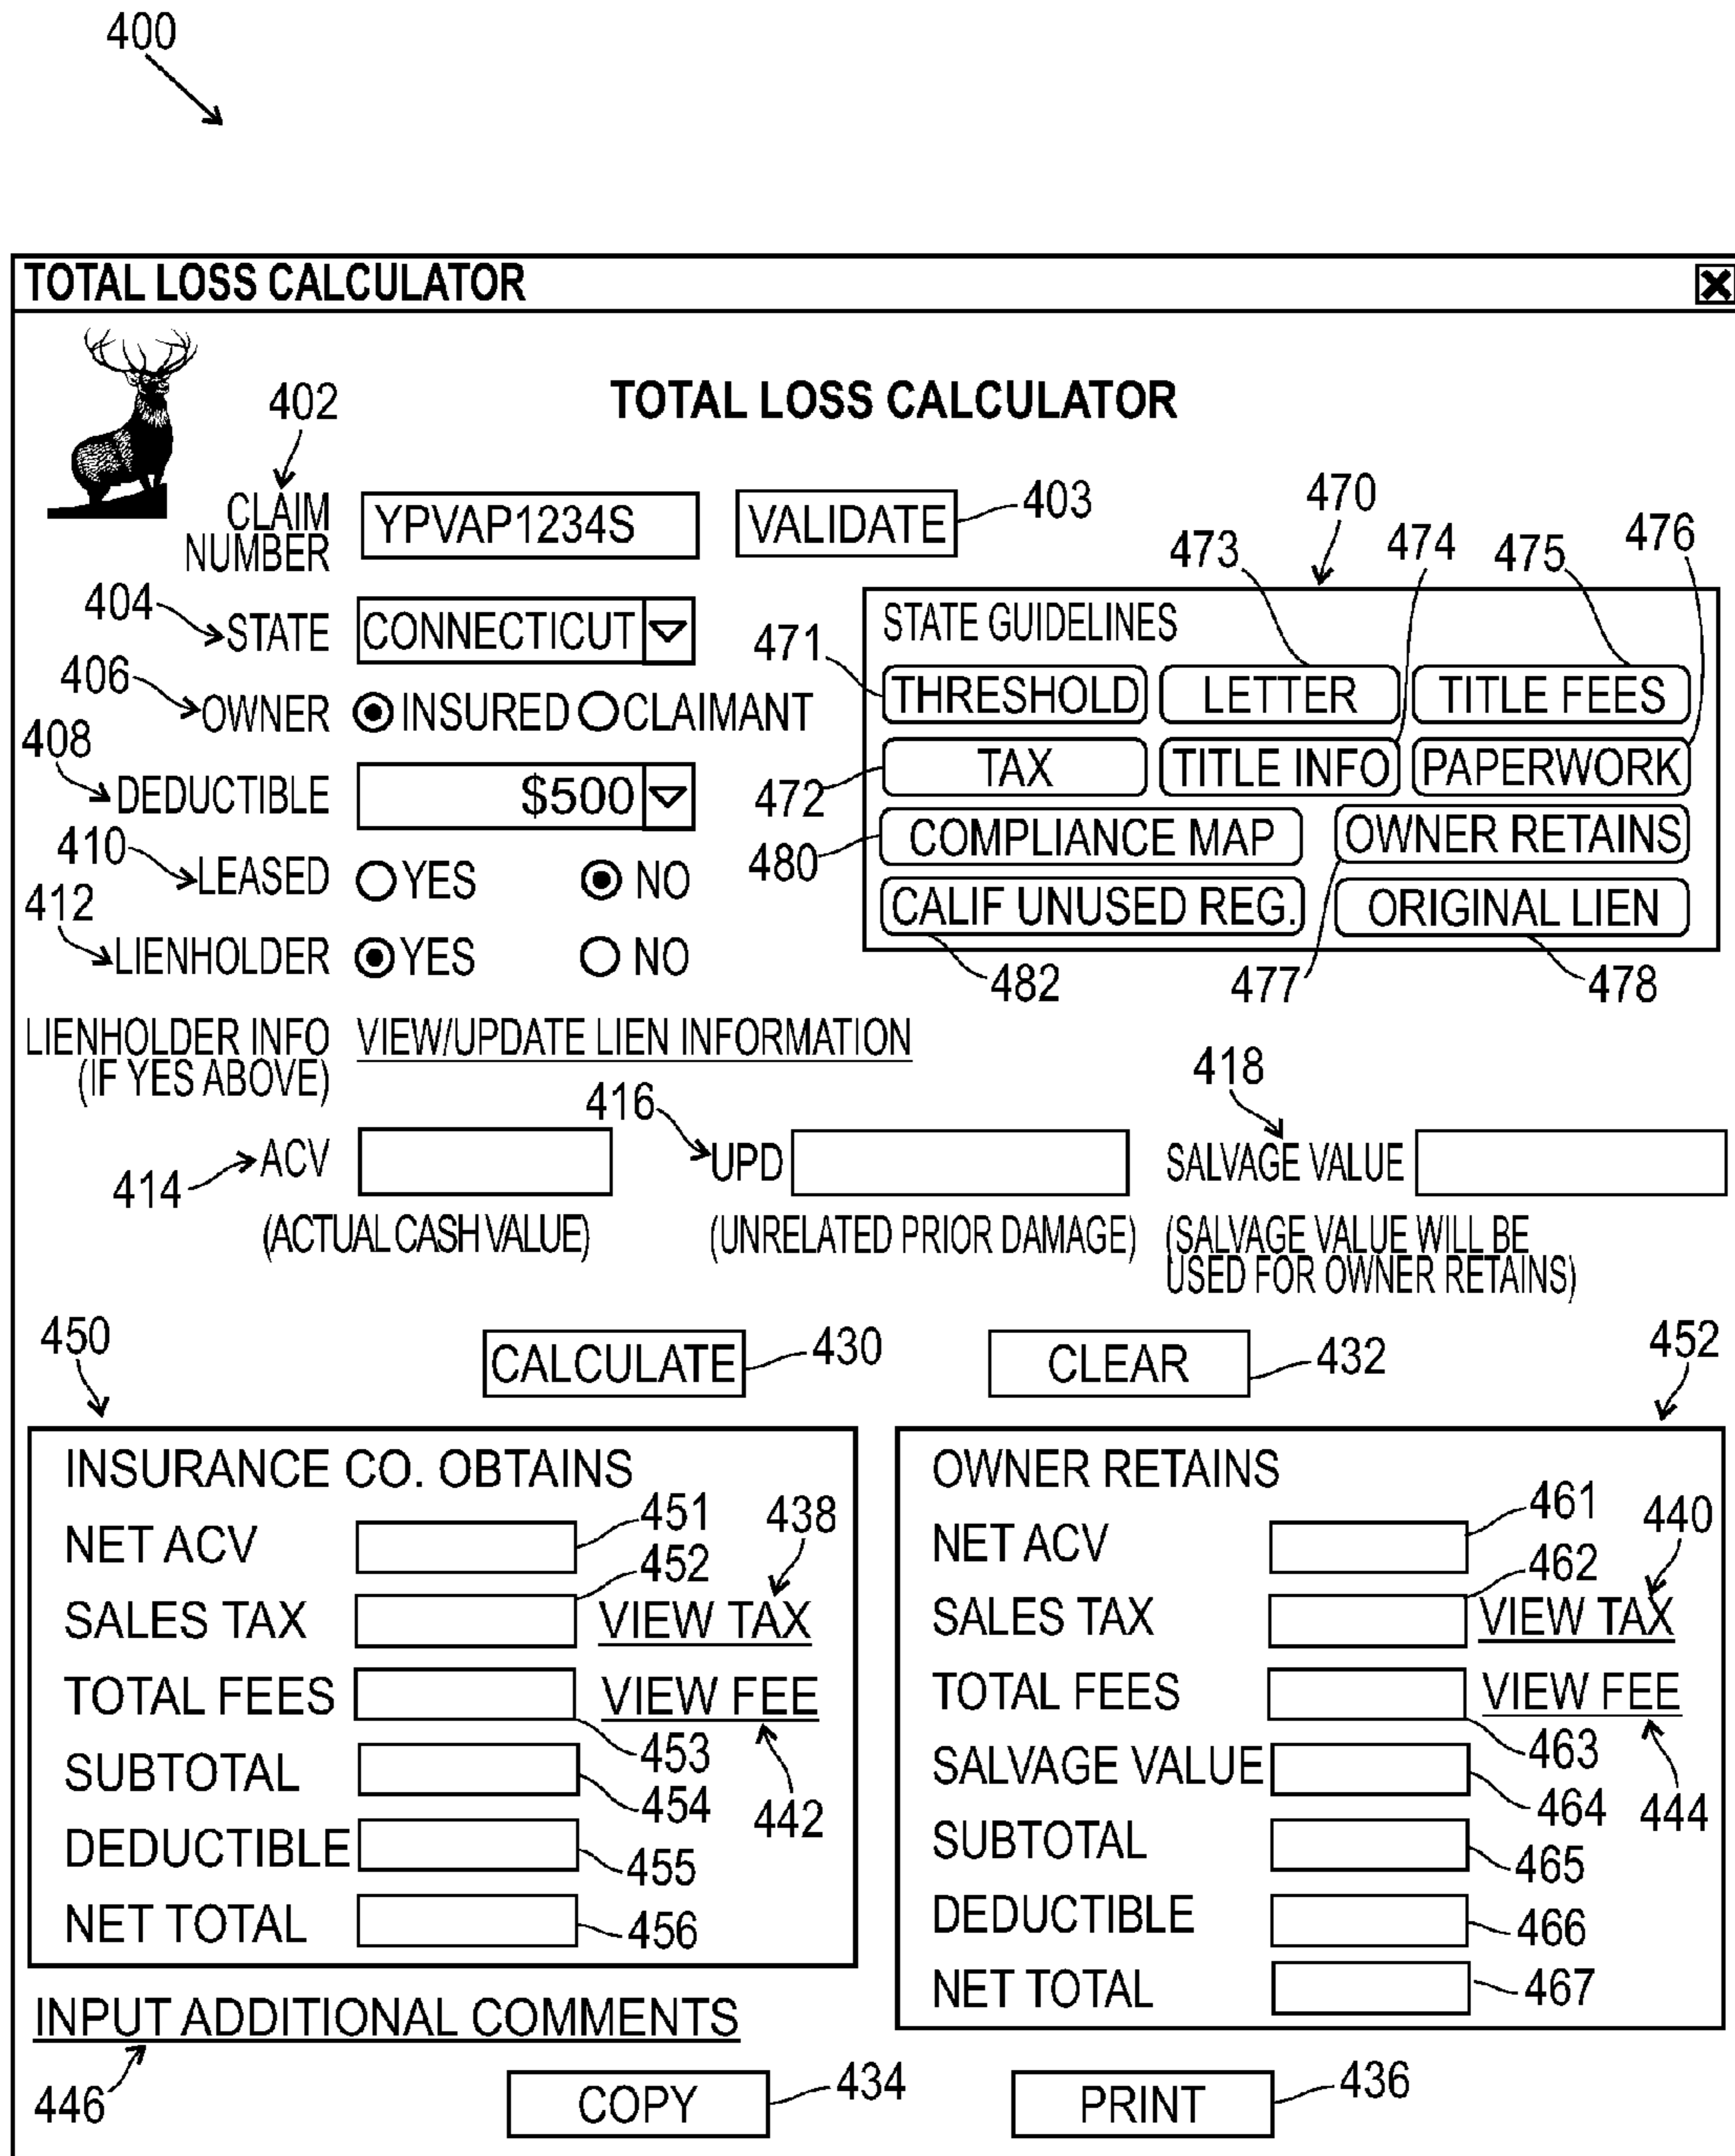 400
TOTAL LOSS CALCULATOR
402
TOTAL LOSS CALCULATOR
CLAIM
NUMBER
YPVAP1234S
VALIDATE
403
470
473
474
475
476
404
STATE
CONNECTICUT
STATE GUIDELINES
471
THRESHOLD
LETTER
TITLE FEES
406
OWNER
INSURED
CLAIMANT
408
DEDUCTIBLE
$500
472
TAX
TITLE INFO
PAPERWORK
410
LEASED
YES
NO
480
COMPLIANCE MAP
OWNER RETAINS
412
LIENHOLDER
YES
NO
CALIF UNUSED REG.
ORIGINAL LIEN
482
477
478
LIENHOLDER INFO
(IF YES ABOVE)
VIEW/UPDATE LIEN INFORMATION
416
418
414
ACV
UPD
SALVAGE VALUE
(ACTUAL CASH VALUE)
(UNRELATED PRIOR DAMAGE)
(SALVAGE VALUE WILL BE
USED FOR OWNER RETAINS)
450
CALCULATE
430
CLEAR
432
452
INSURANCE CO. OBTAINS
NET ACV
451
438
SALES TAX
452
VIEW TAX
TOTAL FEES
VIEW FEE
453
SUBTOTAL
454
442
DEDUCTIBLE
455
NET TOTAL
456
OWNER RETAINS
461
440
NET ACV
462
SALES TAX
VIEW TAX
TOTAL FEES
VIEW FEE
463
SALVAGE VALUE
464
444
SUBTOTAL
465
DEDUCTIBLE
466
NET TOTAL
467
INPUT ADDITIONAL COMMENTS
446
COPY
434
PRINT
436